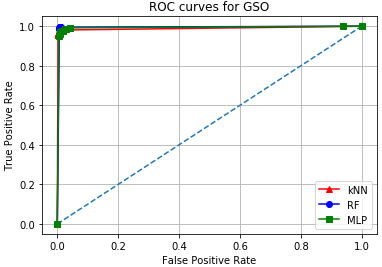 ROC curves for GSO
True Positive Rate
1.0
0.8
0.6
0.4
0.2
0.0
kNN
RF
MLP
0.0 0.2 0.4 0.6 0.8 1.0
False Positive Rate